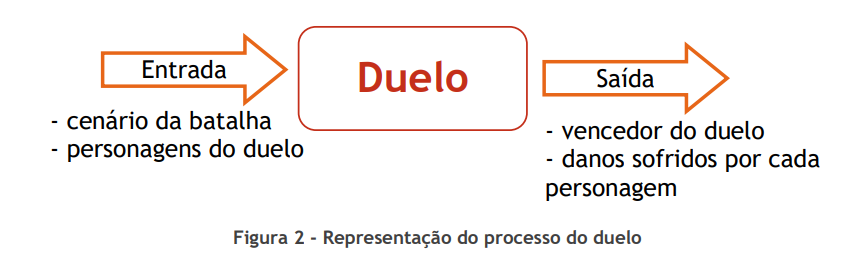 Entrada
- cenário da batalha
- personagens do duelo
Duelo
Saída
- vencedor do duelo
- danos sofridos por cada
personagem
Figura 2 - Representação do processo do duelo